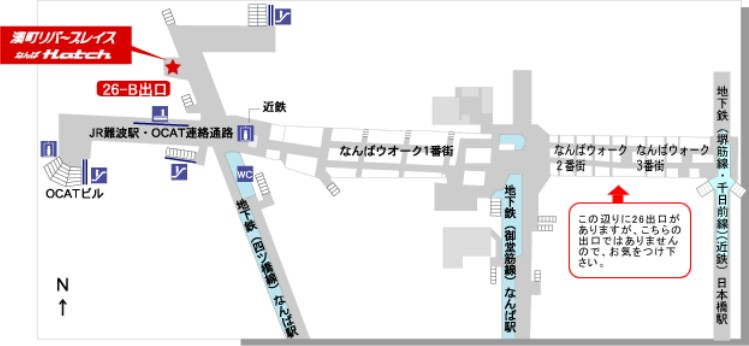 湊町リバープレイス
なんばHatch
26-B出口
近鉄
JR難波駅・OCAT連絡通路
なんばウオーク1番街
なんばウォーク
2番街
なんばウォーク
3番街
OCATビル
WC
地下鉄（四ツ橋線）なんば駅
地下鉄（御堂筋線）なんば駅
地下鉄（堺筋線・千日前線）（近鉄）日本橋駅
この辺りに26出口が
ありますが、こちらの
出口ではありません
ので、お気をつけ下
さい。
N